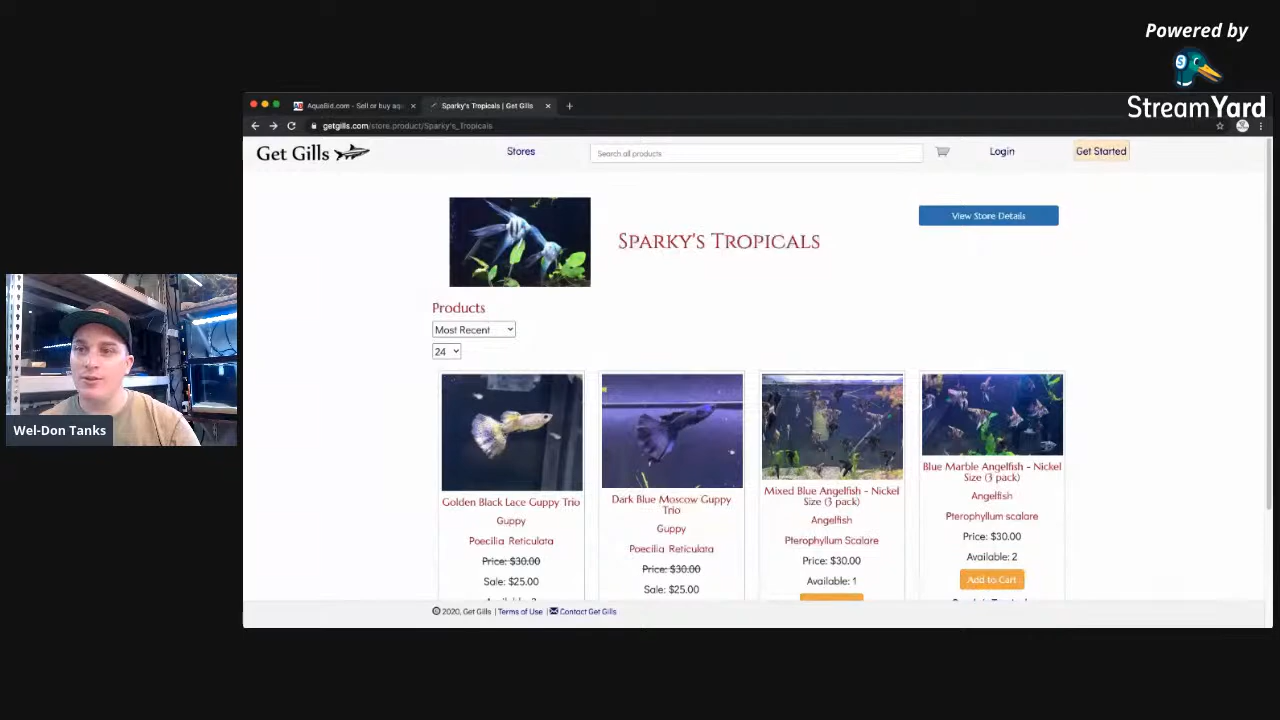 Powered by
StreamYard
AquaBid.com - Sell or buy aqu
Sparky's Tropicals | Get Gills
getgills.com/store.product/Sparky's_Tropicals
Get Gills
Stores
Search all products
Login
Get Started
SPARKY'S TROPICALS
View Store Details
Products
Most Recent
24
Golden Black Lace Guppy Trio
Guppy
Poecilia Reticulata
Price: $30.00
Sale: $25.00
Dark Blue Moscow Guppy
Trio
Guppy
Poecilia Reticulata
Price: $30.00
Sale: $25.00
Mixed Blue Angelfish - Nickel
Size (3 pack)
Angelfish
Pterophyllum Scalare
Price: $30.00
Available: 1
Blue Marble Angelfish - Nickel
Size (3 pack)
Angelfish
Pterophyllum scalare
Price: $30.00
Available: 2
Add to Cart
© 2020, Get Gills | Terms of Use | Contact Get Gills
Wel-Don Tanks